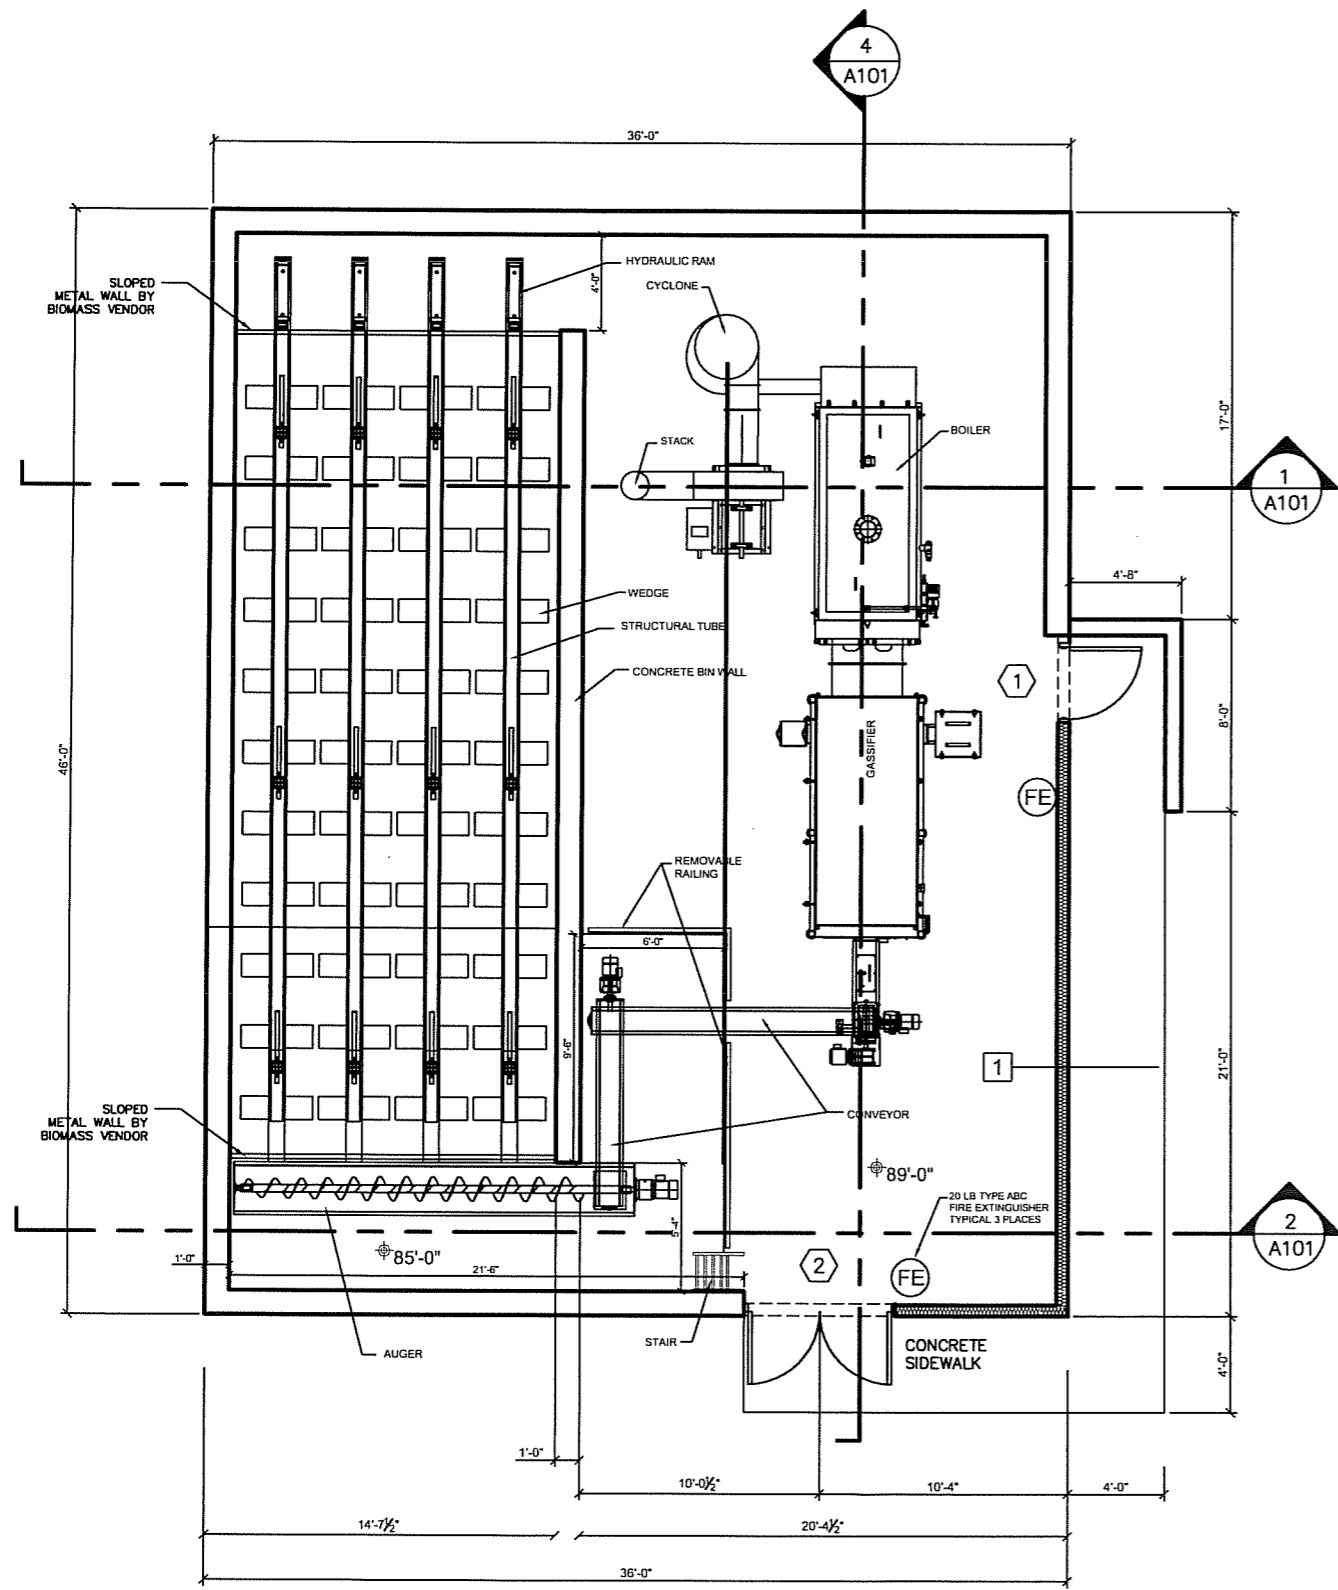 4
A101
36'-0"
HYDRAULIC RAM
4'-0"
CYCLONE
SLOPED
METAL WALL BY
BIOMASS VENDOR
17'-0"
BOILER
STACK
1
A101
4'-8"
WEDGE
STRUCTURAL TUBE
CONCRETE BIN WALL
1
8'-0"
GASSIFIER
46'-0"
FE
REMOVABLE
RAILING
6'-0"
9'-6"
1
21'-0"
SLOPED
METAL WALL BY
BIOMASS VENDOR
CONVEYOR
89'-0"
20 LB TYPE ABC
FIRE EXTINGUISHER
TYPICAL 3 PLACES
5'-4"
2
A101
85'-0"
1'-0"
21'-6"
2
FE
STAIR
CONCRETE
SIDEWALK
AUGER
4'-0"
1'-0"
10'-0½"
10'-4"
4'-0"
14'-7½"
20'-4½"
36'-0"